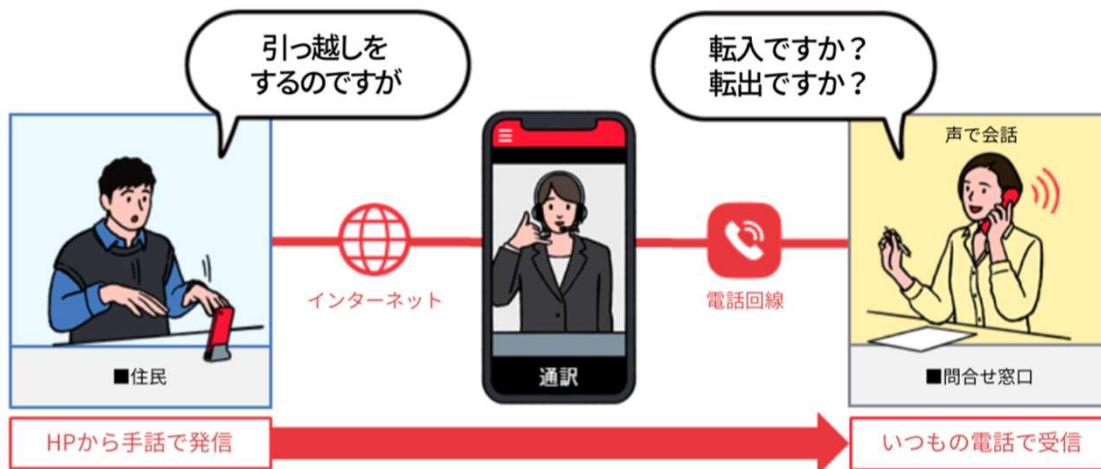 引っ越しを
するのですが
転入ですか？
転出ですか？
声で会話
インターネット
電話回線
■住民
通訳
■問合せ窓口
HPから手話で発信
いつもの電話で受信